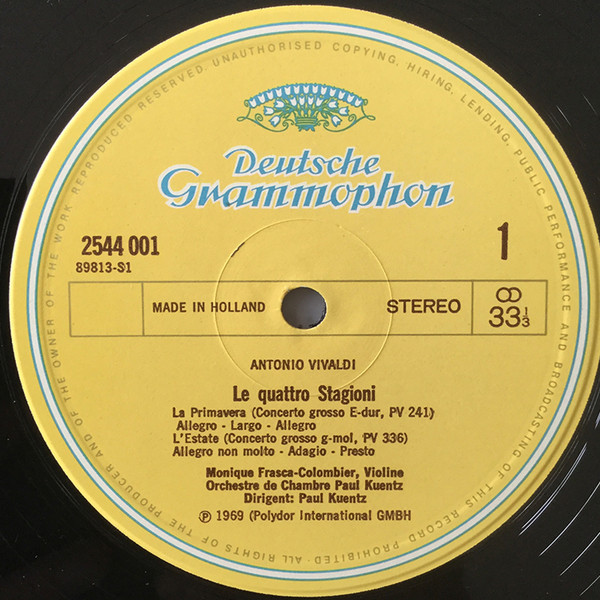 ALL RIGHTS OF THE PRODUCER AND OF THE OWNER OF THE WORK REPRODUCED RESERVED. UNAUTHORISED COPYING, HIRING, LENDING, PUBLIC PERFORMANCE AND BROADCASTING OF THIS RECORD PROHIBITED -
Deutsche
Grammophon
2544 001
1
89813-S1
MADE IN HOLLAND
STEREO
33 1/3
ANTONIO VIVALDI
Le quattro Stagioni
La Primavera (Concerto grosso E-dur, PV 241)
Allegro - Largo - Allegro
L'Estate (Concerto grosso g-mol, PV 336)
Allegro non molto - Adagio - Presto
Monique Frasca-Colombier, Violine
Orchestre de Chambre Paul Kuentz
Dirigent: Paul Kuentz
℗ 1969 (Polydor International GMBH